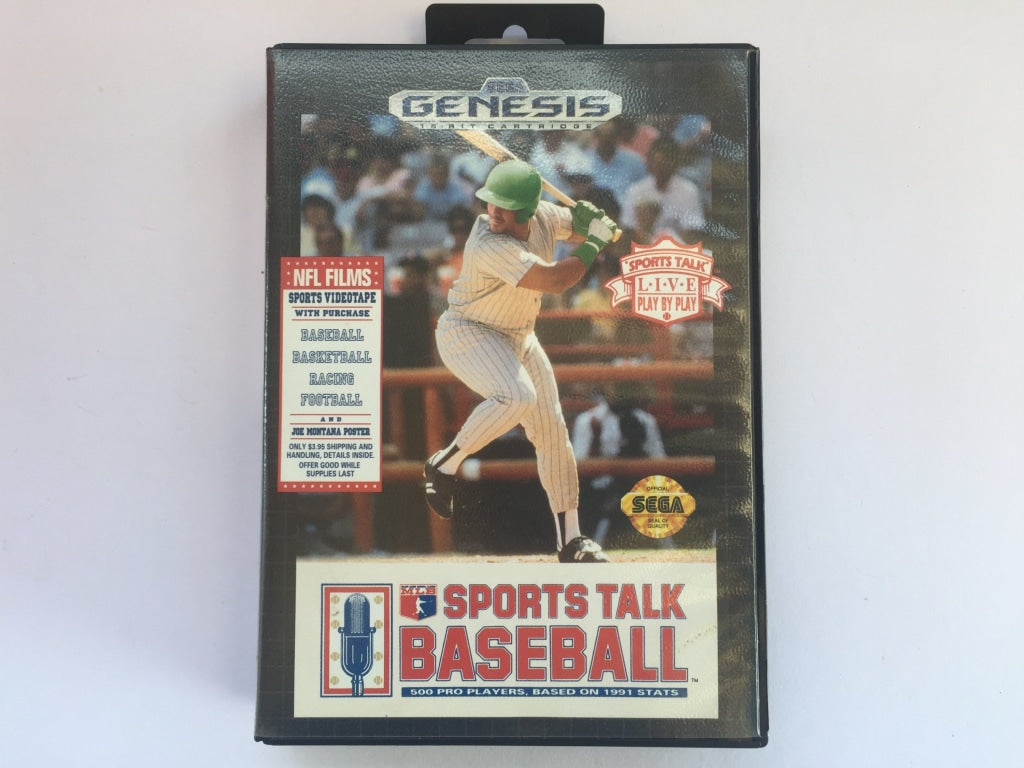 SEGA
GENESIS
16-BIT CARTRIDGE
NFL FILMS
SPORTS VIDEOTAPE
WITH PURCHASE
BASEBALL
BASKETBALL
RACING
FOOTBALL
AND
JOE MONTANA POSTER
ONLY $3.95 SHIPPING AND
HANDLING, DETAILS INSIDE.
OFFER GOOD WHILE
SUPPLIES LAST
"SPORTS TALK"
L·I·V·E
PLAY BY PLAY
OFFICIAL
SEGA
SEAL OF
QUALITY
SPORTS TALK
BASEBALL™
500 PRO PLAYERS, BASED ON 1991 STATS